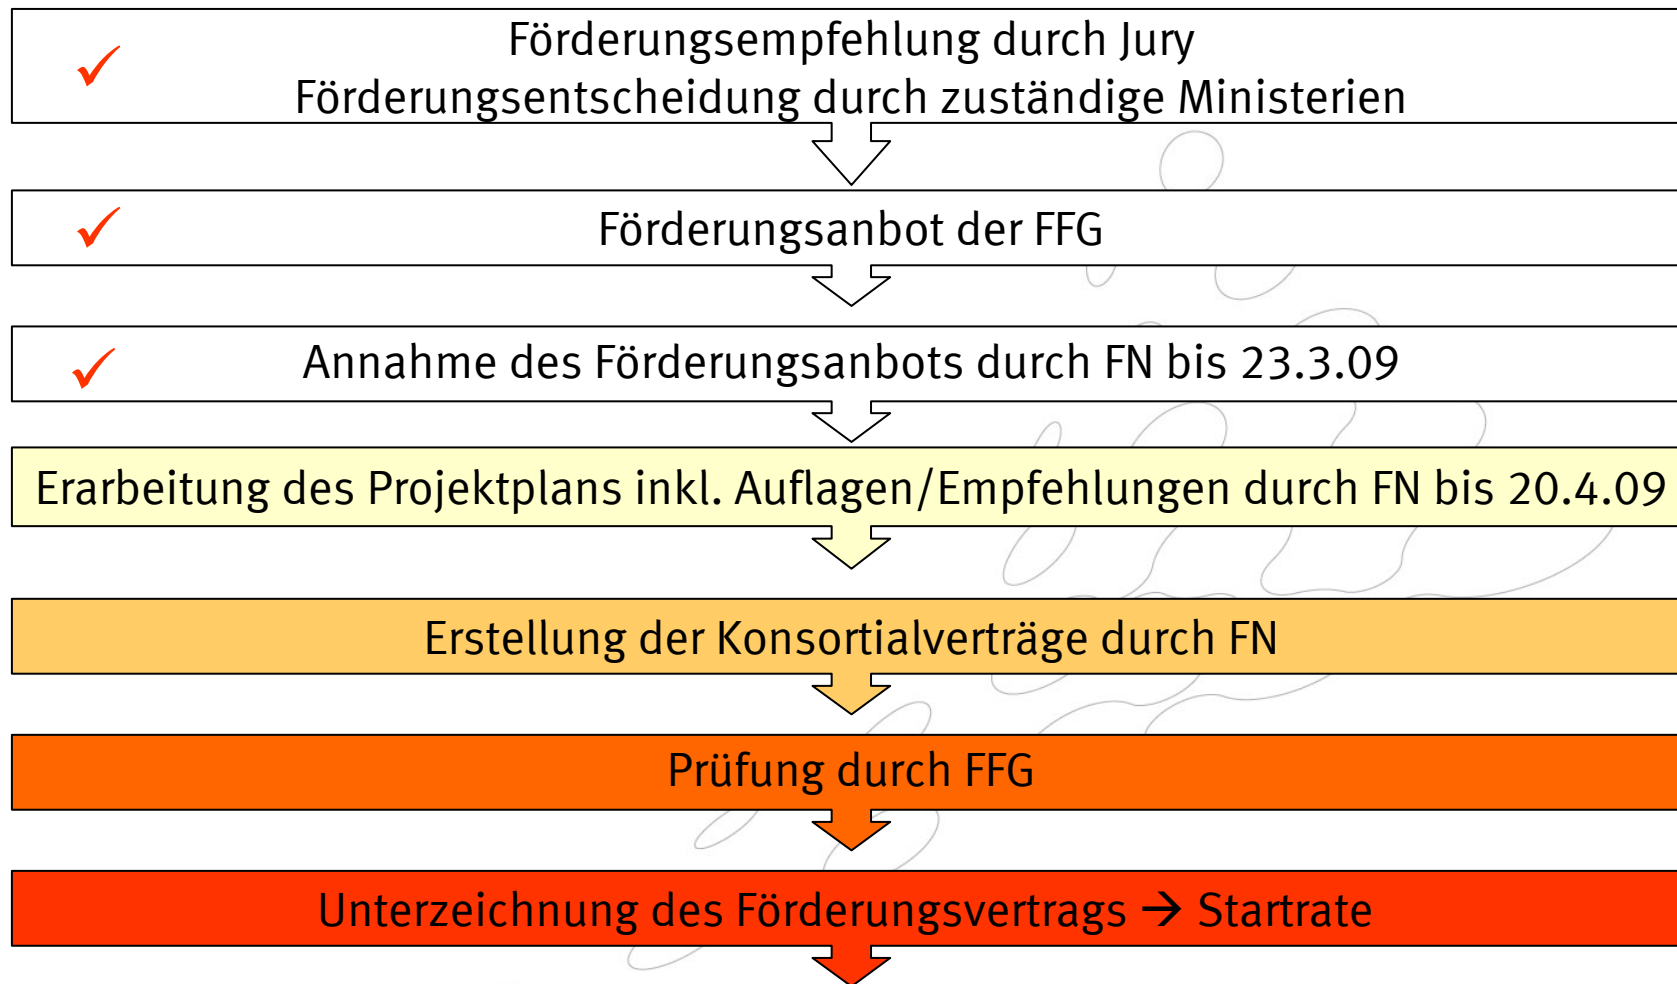 Förderungsempfehlung durch Jury
Förderungsentscheidung durch zuständige Ministerien
Förderungsanbot der FFG
Annahme des Förderungsanbots durch FN bis 23.3.09
Erarbeitung des Projektplans inkl. Auflagen/Empfehlungen durch FN bis 20.4.09
Erstellung der Konsortialverträge durch FN
Prüfung durch FFG
Unterzeichnung des Förderungsvertrags → Startrate